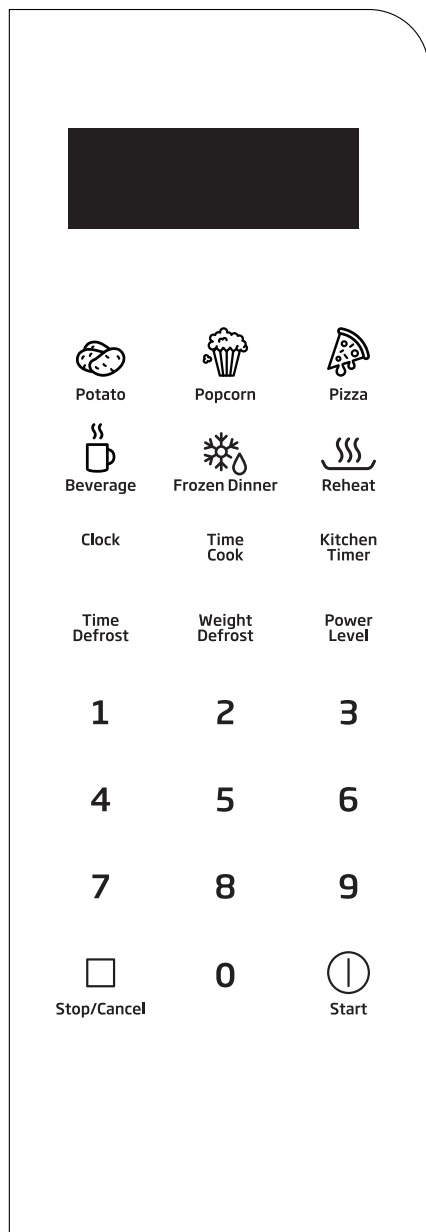 Potato Popcorn Pizza
Beverage Frozen Dinner Reheat
Clock Time Cook Kitchen Timer
Time Defrost Weight Defrost Power Level
1 2 3
4 5 6
7 8 9
0
Stop/Cancel Start